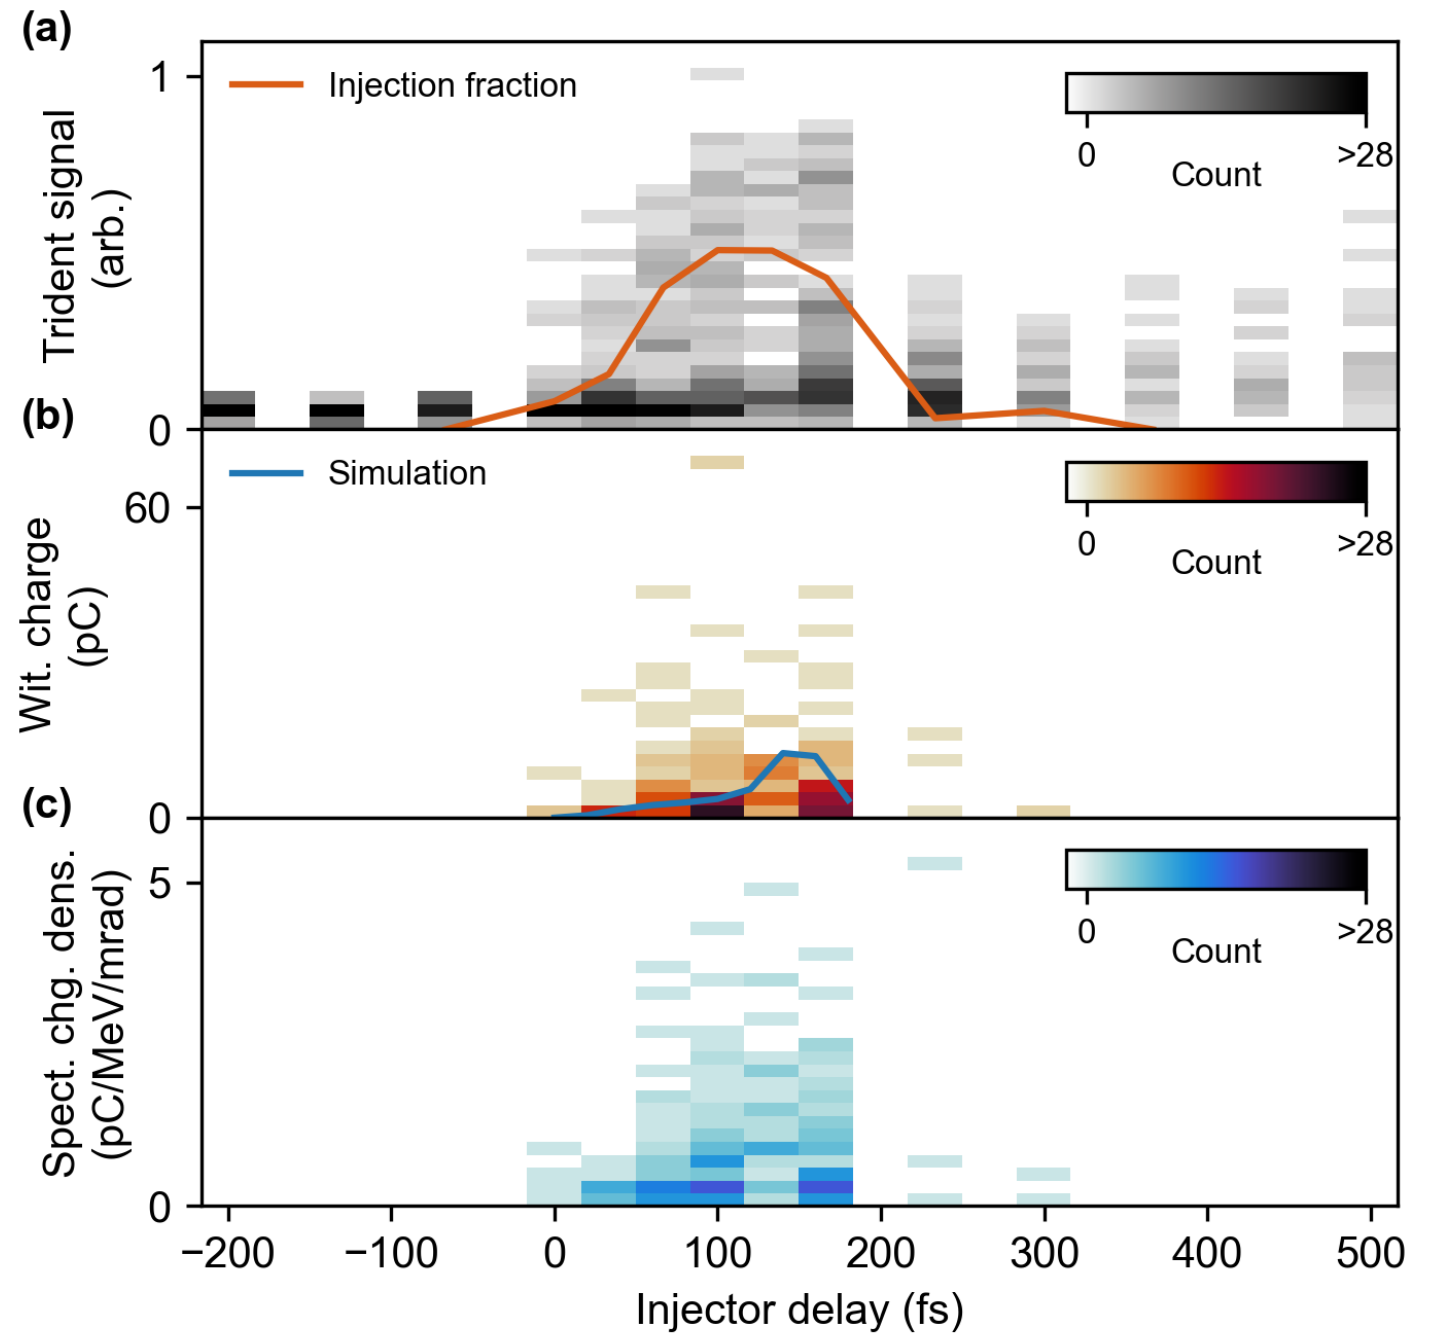 (a)
1
Injection fraction
0
>28
Count
Trident signal
(arb.)
0
(b)
Simulation
60
0
>28
Count
Wit. charge
(pC)
0
(c)
5
0
>28
Count
Spect. chg. dens.
(pC/MeV/mrad)
0
−200 −100 0 100 200 300 400 500
Injector delay (fs)